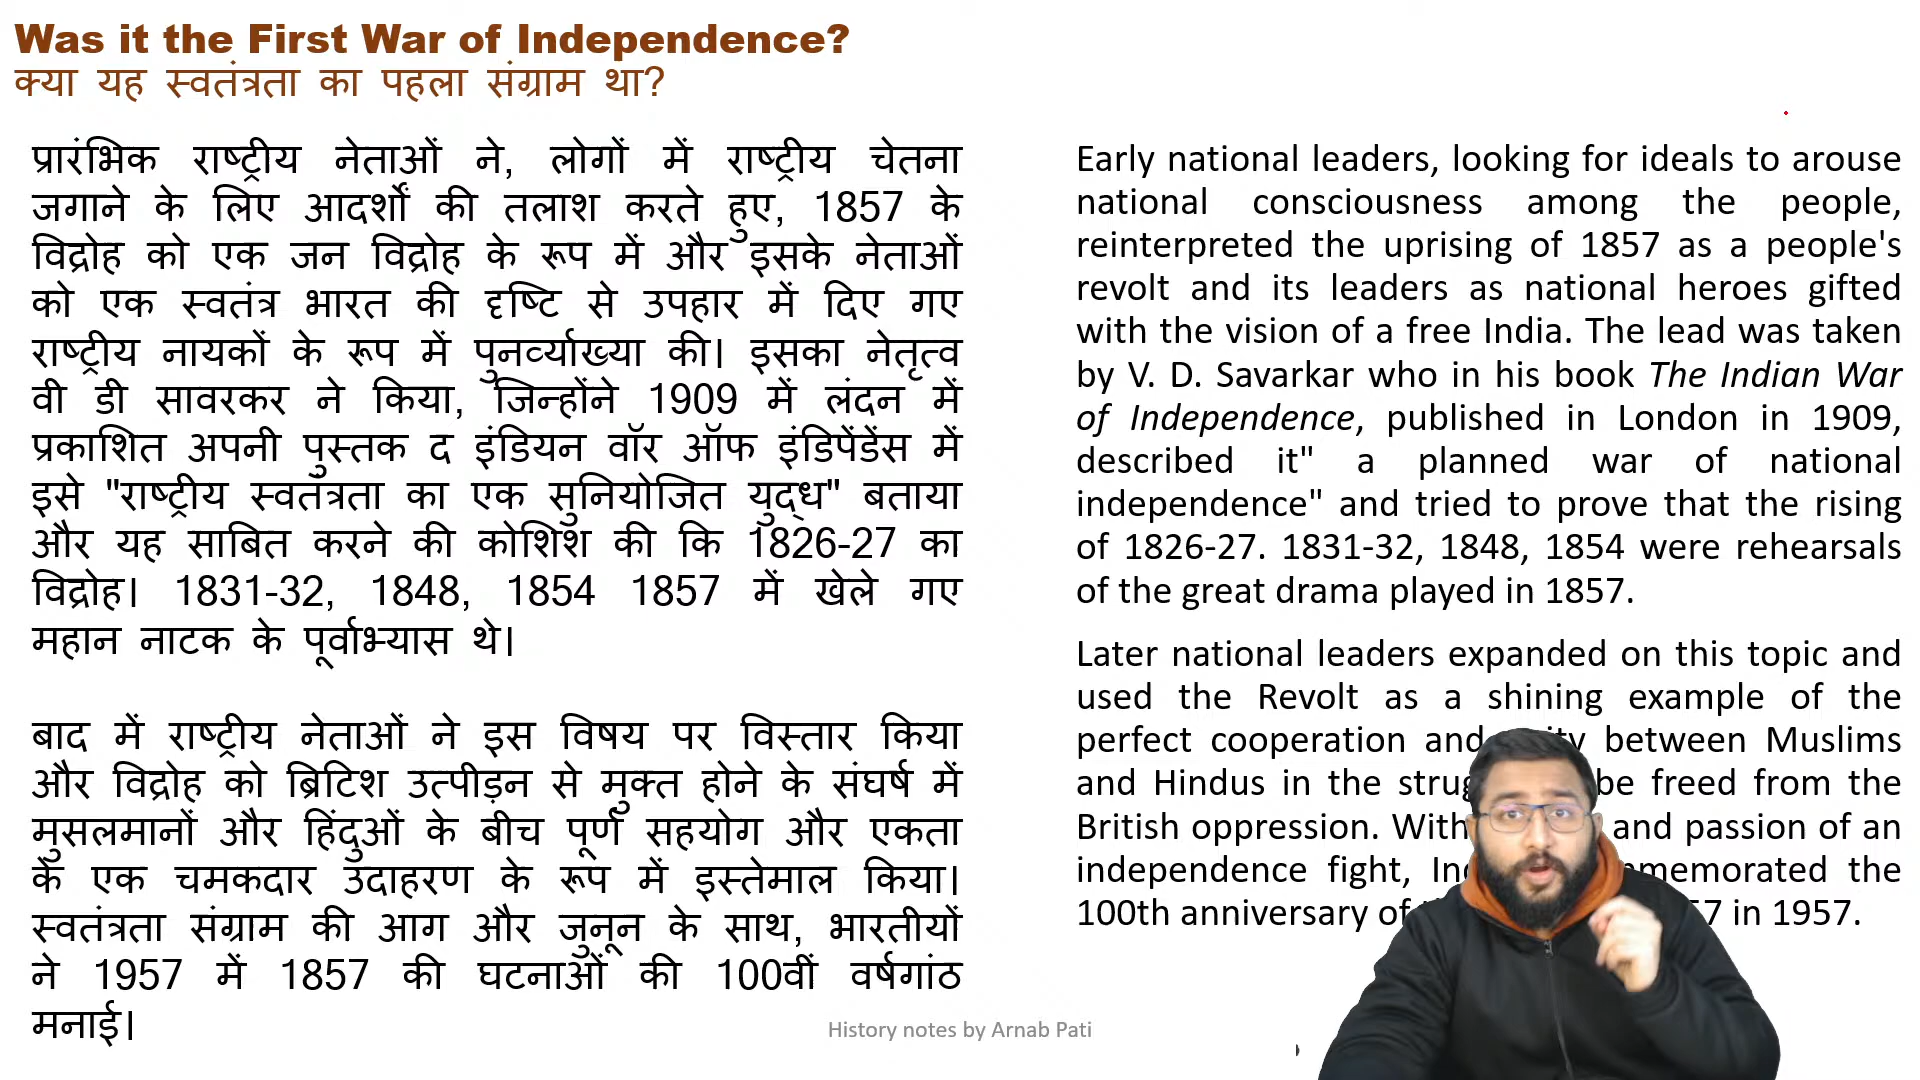 Was it the First War of Independence?
क्या यह स्वतंत्रता का पहला संग्राम था?
प्रारंभिक राष्ट्रीय नेताओं ने, लोगों में राष्ट्रीय चेतना
जगाने के लिए आदर्शों की तलाश करते हुए, 1857 के
विद्रोह को एक जन विद्रोह के रूप में और इसके नेताओं
को एक स्वतंत्र भारत की दृष्टि से उपहार में दिए गए
राष्ट्रीय नायकों के रूप में पुनर्व्याख्या की। इसका नेतृत्व
वी डी सावरकर ने किया, जिन्होंने 1909 में लंदन में
प्रकाशित अपनी पुस्तक द इंडियन वॉर ऑफ इंडिपेंडेंस में
इसे "राष्ट्रीय स्वतंत्रता का एक सुनियोजित युद्ध" बताया
और यह साबित करने की कोशिश की कि 1826-27 का
विद्रोह। 1831-32, 1848, 1854 1857 में खेले गए
महान नाटक के पूर्वाभ्यास थे।
बाद में राष्ट्रीय नेताओं ने इस विषय पर विस्तार किया
और विद्रोह को ब्रिटिश उत्पीड़न से मुक्त होने के संघर्ष में
मुसलमानों और हिंदुओं के बीच पूर्ण सहयोग और एकता
के एक चमकदार उदाहरण के रूप में इस्तेमाल किया।
स्वतंत्रता संग्राम की आग और जुनून के साथ, भारतीयों
ने 1957 में 1857 की घटनाओं की 100वीं वर्षगांठ
मनाई।
Early national leaders, looking for ideals to arouse
national consciousness among the people,
reinterpreted the uprising of 1857 as a people's
revolt and its leaders as national heroes gifted
with the vision of a free India. The lead was taken
by V. D. Savarkar who in his book The Indian War
of Independence, published in London in 1909,
described it" a planned war of national
independence" and tried to prove that the rising
of 1826-27. 1831-32, 1848, 1854 were rehearsals
of the great drama played in 1857.
Later national leaders expanded on this topic and
used the Revolt as a shining example of the
perfect cooperation and between Muslims
and Hindus in the be freed from the
British oppression. With and passion of an
independence fight, the
100th anniversary of in 1957.
History notes by Arnab Pati